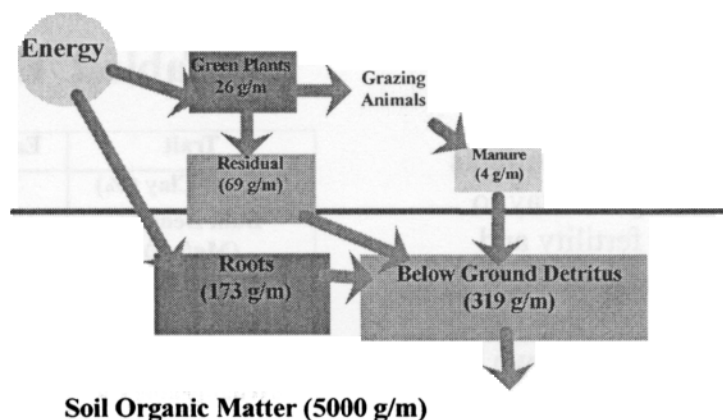 Energy
Green Plants
26 g/m
Grazing
Animals
Residual
(69 g/m)
Manure
(4 g/m)
Roots
(173 g/m)
Below Ground Detritus
(319 g/m)
Soil Organic Matter (5000 g/m)